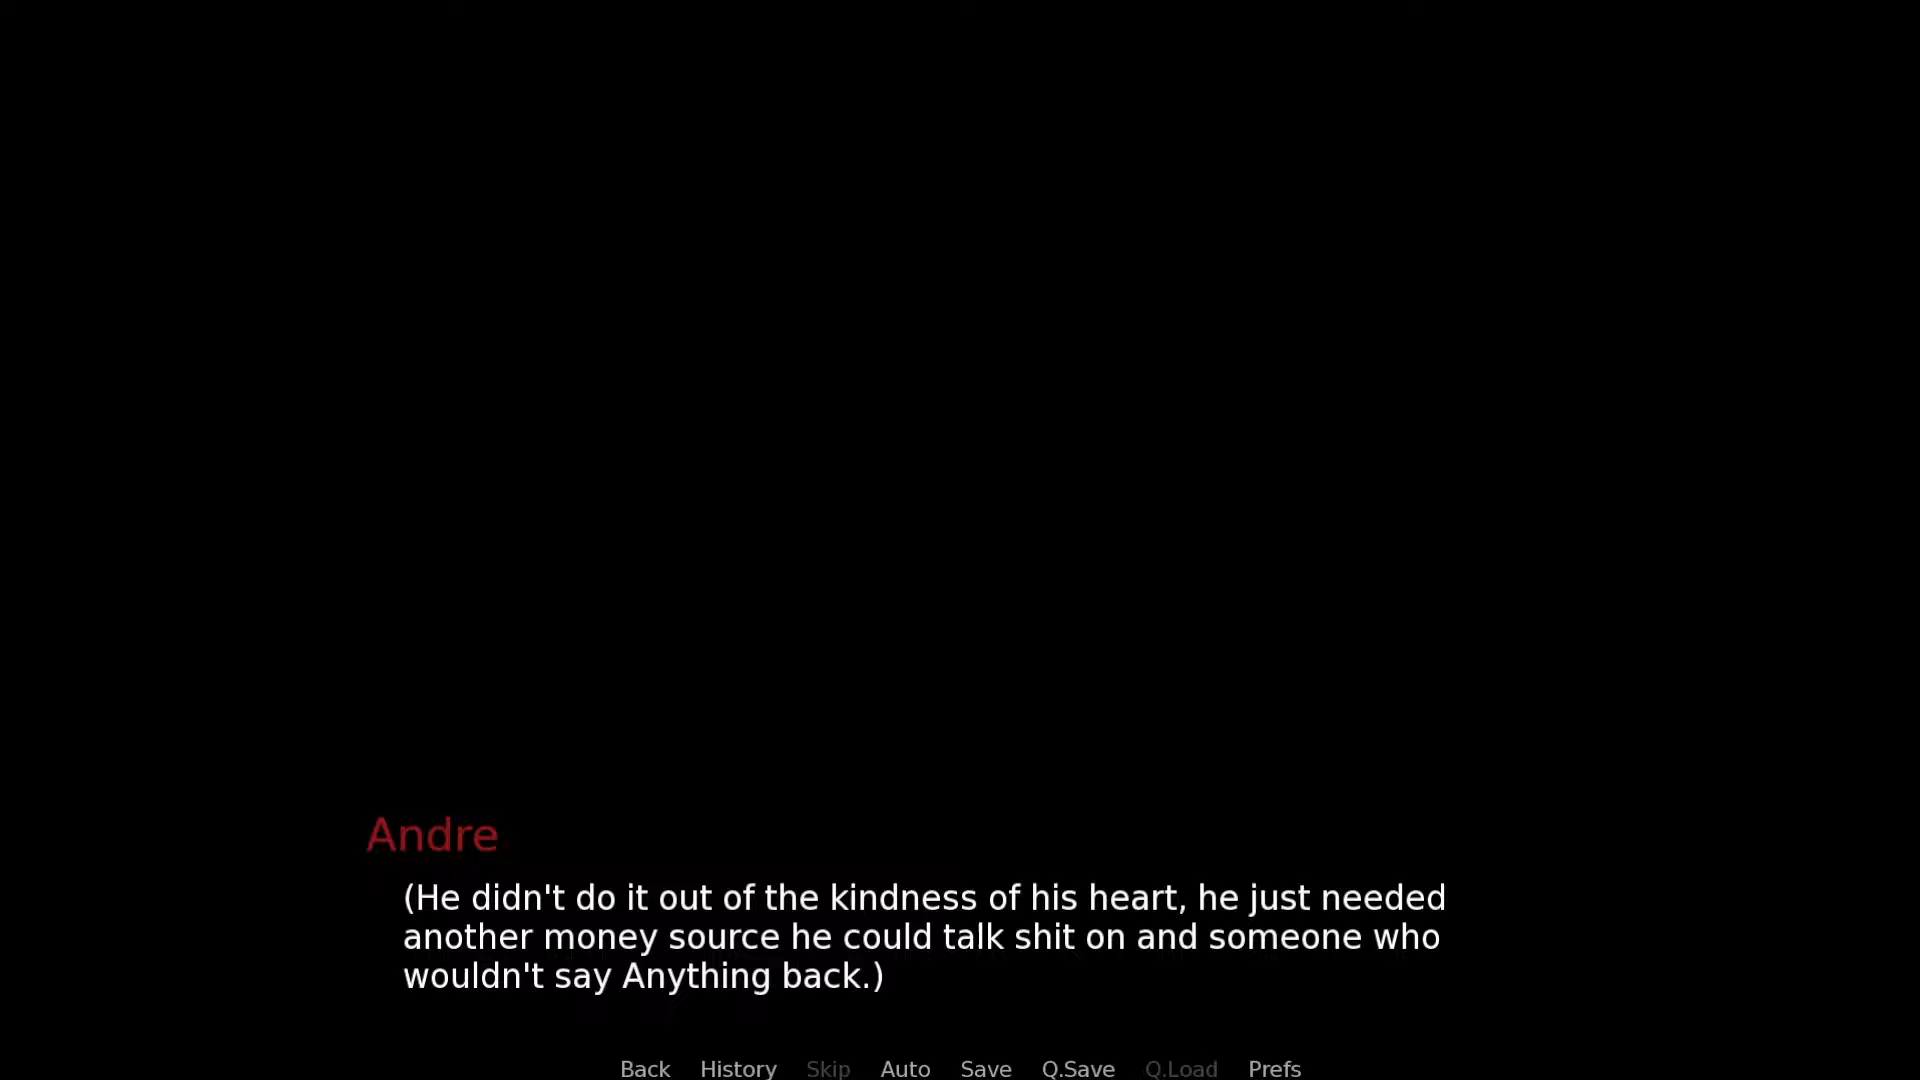 Andre
(He didn't do it out of the kindness of his heart, he just needed
another money source he could talk shit on and someone who
wouldn't say Anything back.)
Back History Skip Auto Save Q.Save Q.Load Prefs